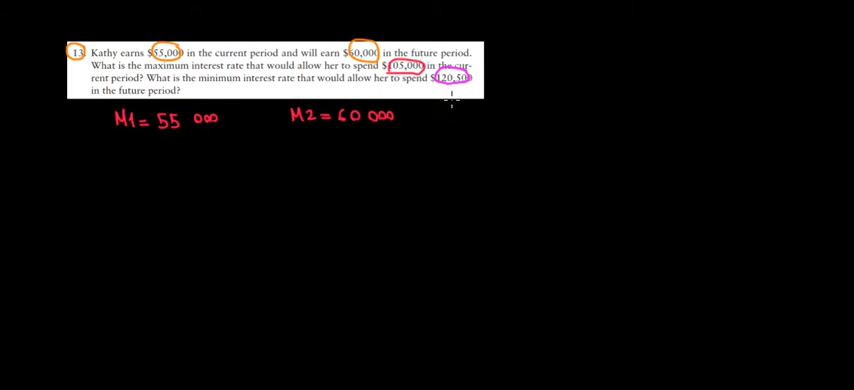 13. Kathy earns $55,000 in the current period and will earn $60,000 in the future period.
What is the maximum interest rate that would allow her to spend $105,000 in the cur-
rent period? What is the minimum interest rate that would allow her to spend $120,500
in the future period?
M1 = 55 000 M2 = 60 000